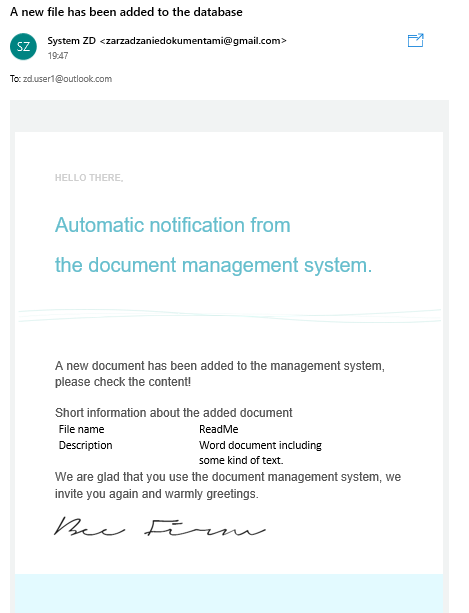 A new file has been added to the database
SZ
System ZD <zarzadzaniedokumentami@gmail.com>
19:47
To: zd.user1@outlook.com
HELLO THERE,
Automatic notification from
the document management system.
A new document has been added to the management system,
please check the content!
Short information about the added document
File name ReadMe
Description Word document including
some kind of text.
We are glad that you use the document management system, we
invite you again and warmly greetings.
Bee Firm